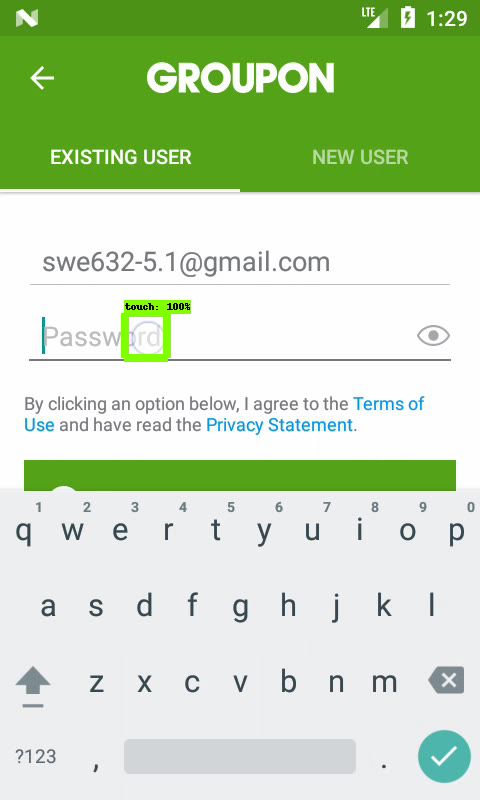 LTE 1:29
GROUPON
EXISTING USER NEW USER
swe632-5.1@gmail.com
touch: 100%
Password
By clicking an option below, I agree to the Terms of
Use and have read the Privacy Statement.
1 2 3 4 5 6 7 8 9 0
q w e r t y u i o p
a s d f g h j k l
z x c v b n m
?123 , .